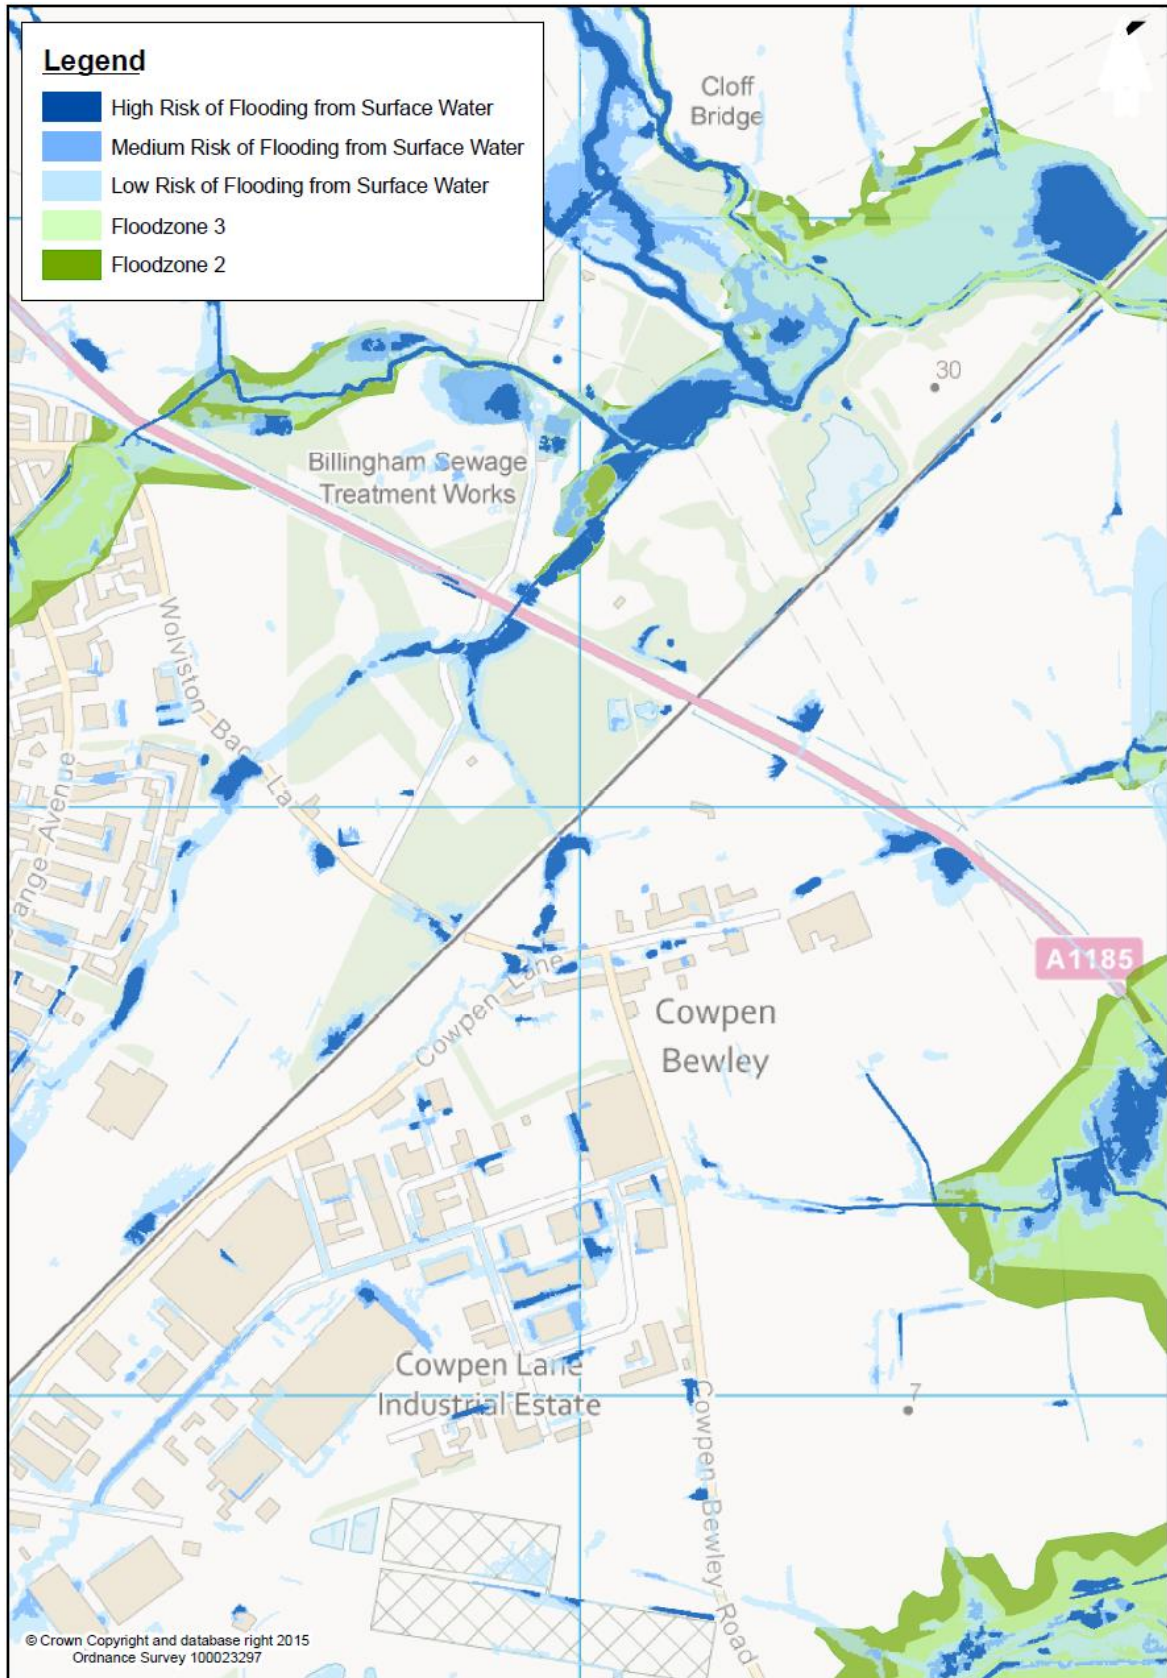 Legend
High Risk of Flooding from Surface Water
Medium Risk of Flooding from Surface Water
Low Risk of Flooding from Surface Water
Floodzone 3
Floodzone 2
Cloff
Bridge
30
Billingham Sewage
Treatment Works
Wolviston Back La
ange Avenue
A1185
Cowpen Lane
Cowpen
Bewley
Cowpen Lane
Industrial Estate
7
Cowpen Bewley Road
© Crown Copyright and database right 2015
Ordnance Survey 100023297